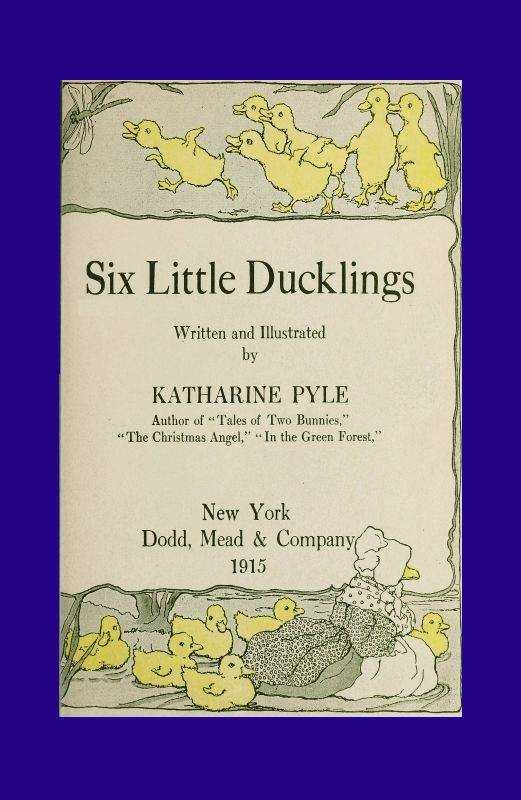 Six Little Ducklings
Written and Illustrated
by
KATHARINE PYLE
Author of "Tales of Two Bunnies,"
"The Christmas Angel," "In the Green Forest,"
New York
Dodd, Mead & Company
1915